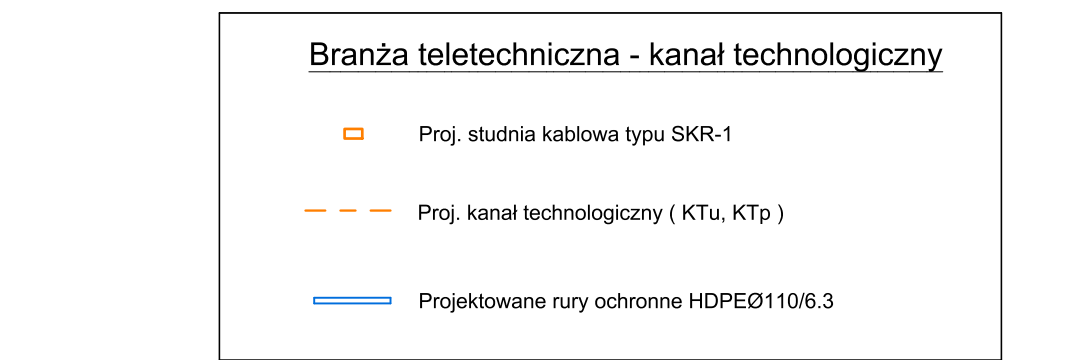 Branża teletechniczna - kanał technologiczny
Proj. studnia kablowa typu SKR-1
Proj. kanał technologiczny ( KTu, KTp )
Projektowane rury ochronne HDPEØ110/6.3